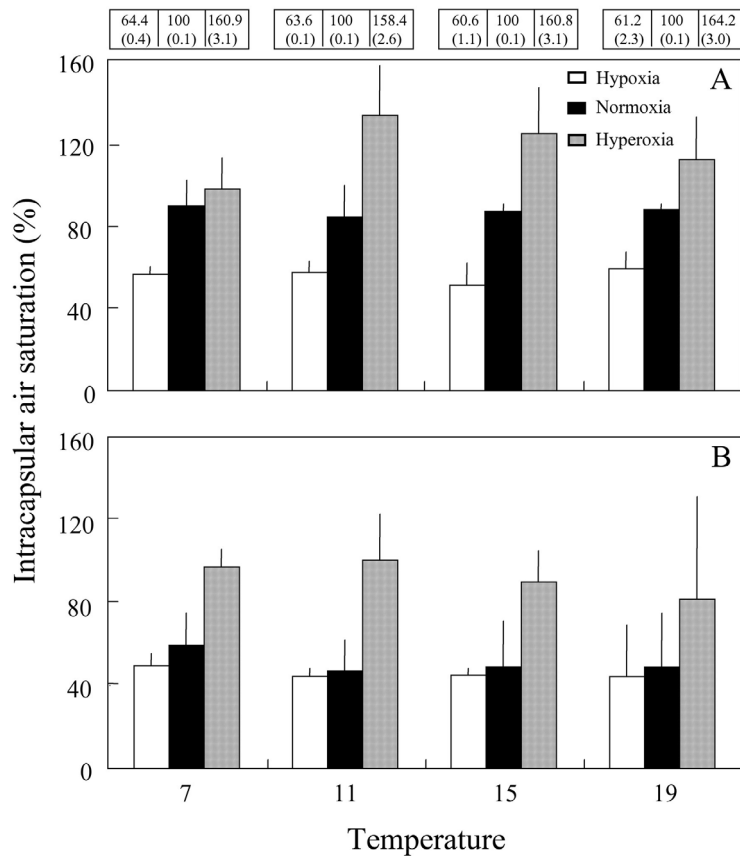 64.4 100 160.9 63.6 100 158.4 60.6 100 160.8 61.2 100 164.2
(0.4) (0.1) (3.1) (0.1) (0.1) (2.6) (1.1) (0.1) (3.1) (2.3) (0.1) (3.0)
160
A
Hypoxia
Normoxia
Hyperoxia
120
80
40
0
Intracapsular air saturation (%)
160
B
120
80
40
0
7 11 15 19
Temperature